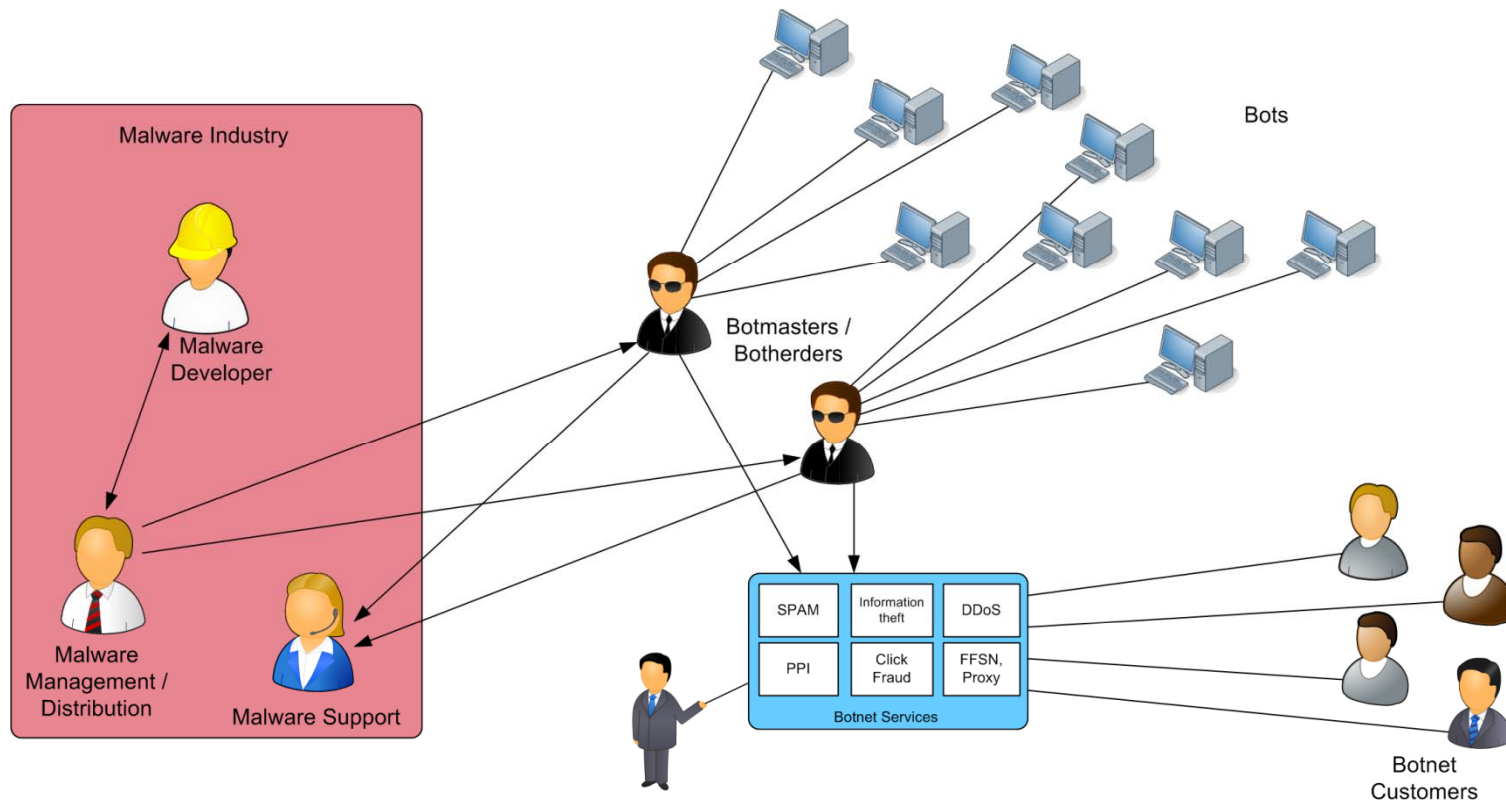 Malware Industry
Malware
Developer
Malware
Management /
Distribution
Malware Support
Bots
Botmasters /
Botherders
SPAM
Information
theft
DDoS
PPI
Click
Fraud
FFSN,
Proxy
Botnet Services
Botnet
Customers